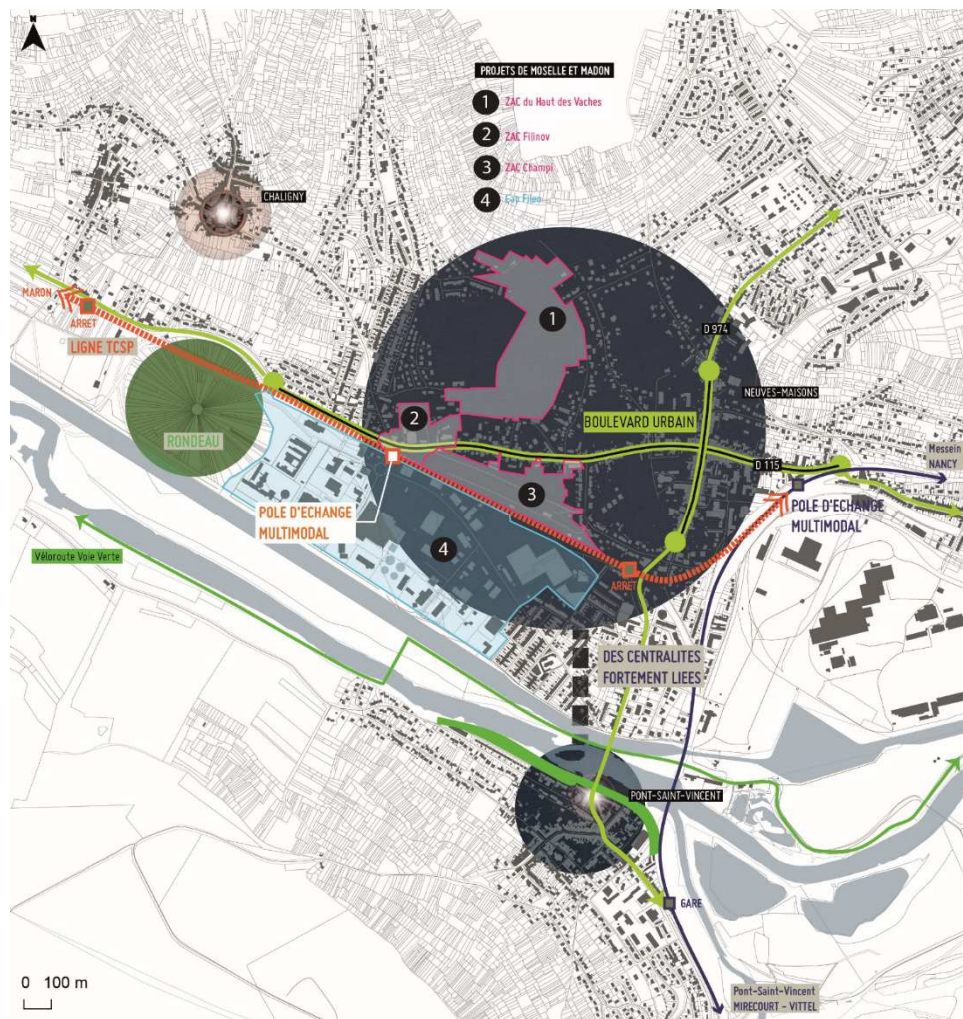 N
PROJETS DE MOSELLE ET MADON
1 ZAC du Haut des Vaches
2 ZAC Filinov
3 ZAC Champi
4 Cap Filéo
CHALIGNY
MARON
ARRET
LIGNE TCSP
1
D 974
2
NEUVES-MAISONS
BOULEVARD URBAIN
RONDEAU
D 115
Messein
NANCY
3
POLE D'ECHANGE
MULTIMODAL
POLE D'ECHANGE
MULTIMODAL
4
Véloroute Voie Verte
ARRET
DES CENTRALITES
FORTEMENT LIEES
PONT-SAINT-VINCENT
GARE
0 100 m
Pont-Saint-Vincent
MIRECOURT - VITTEL